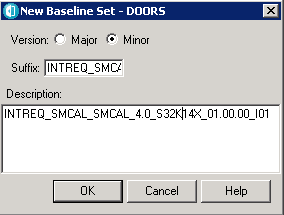 New Baseline Set - DOORS
Version: Major Minor
Suffix: INTREQ_SMCA
Description:
INTREQ_SMCAL_SMCAL_4.0_S32K14X_01.00.00_I01
OK Cancel Help